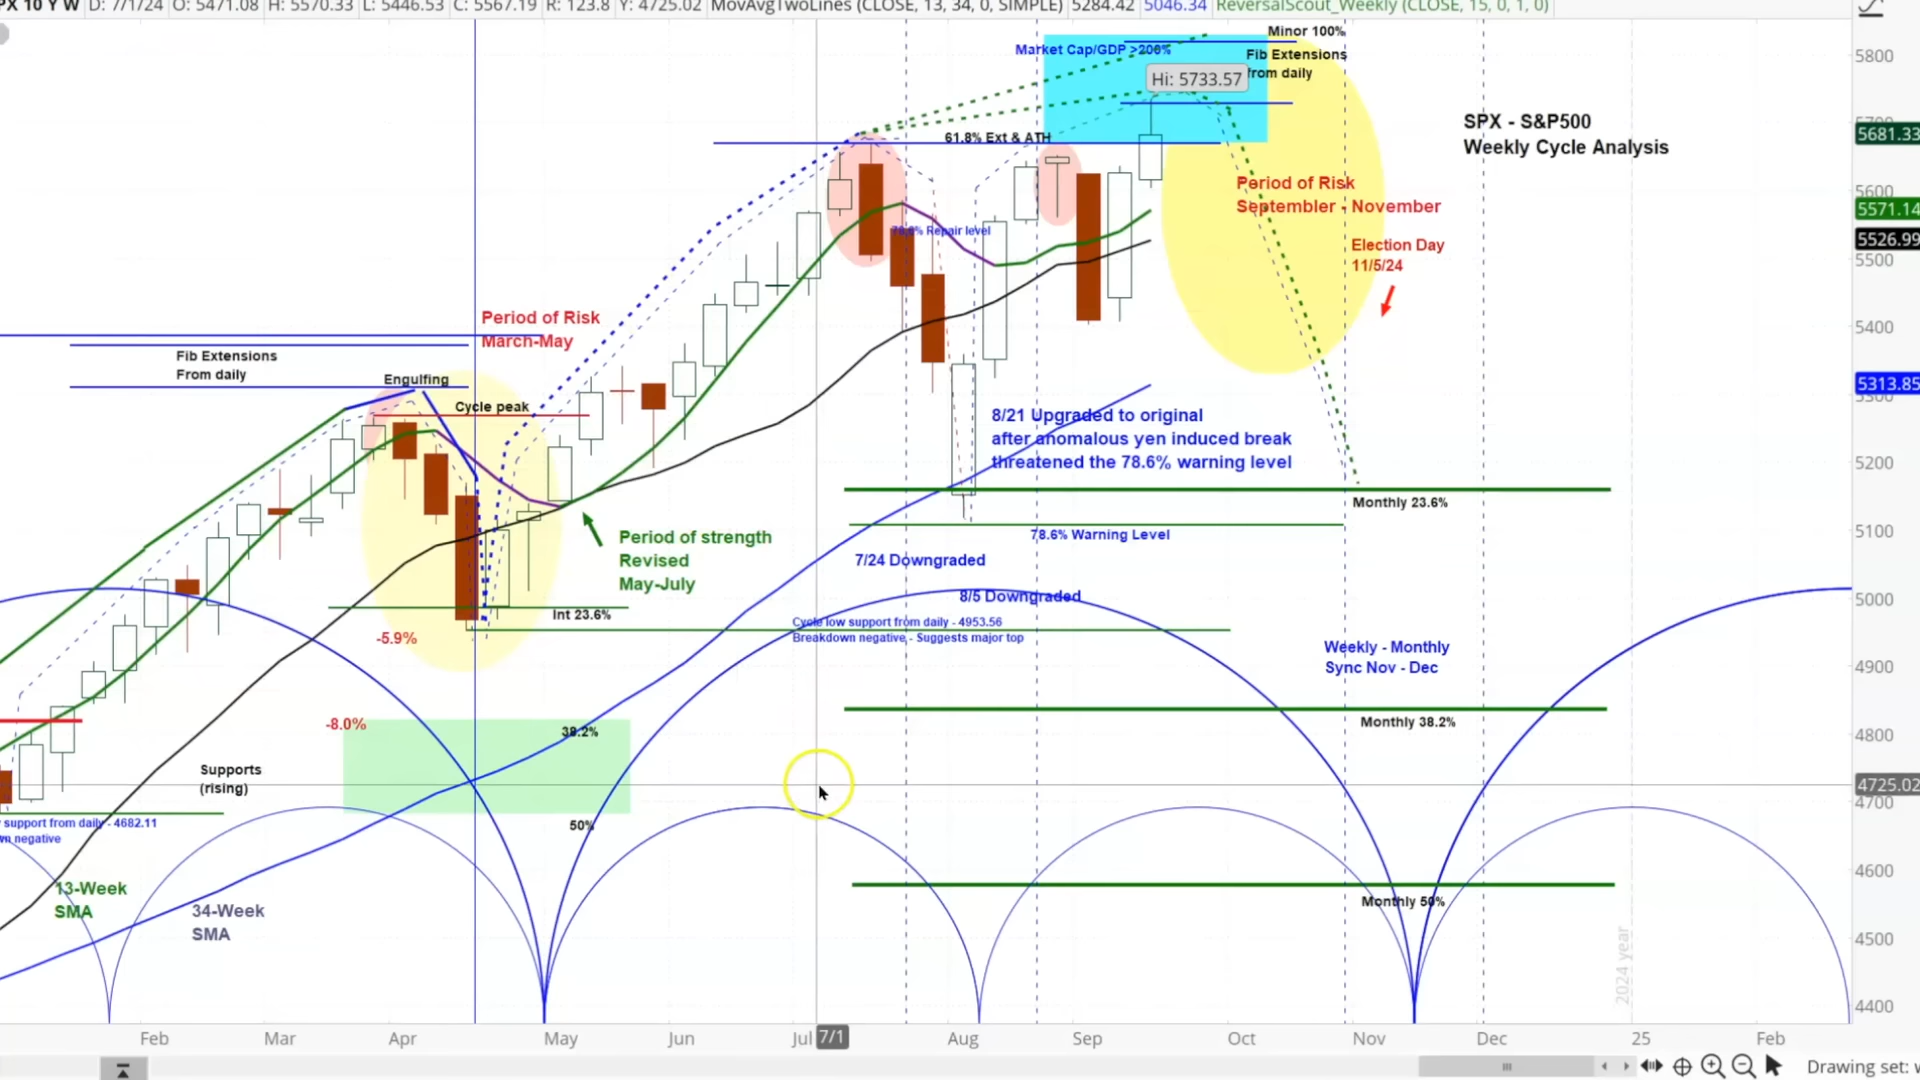 PX 10 Y W D: 7/1/24 O: 5471.08 H: 5570.33 L: 5446.53 C: 5567.19 R: 123.8 Y: 4725.02 MovAvgTwoLines (CLOSE, 13, 34, 0, SIMPLE) 5284.42 5046.34 ReversalScout_Weekly (CLOSE, 15, 0, 1, 0)
Minor 100%
Market Cap/GDP >200%
Fib Extensions
from daily
Hi: 5733.57
61.8% Ext & ATH
SPX - S&P500
Weekly Cycle Analysis
Period of Risk
Septembler - November
78.6% Repair level
Election Day
11/5/24
Period of Risk
March-May
Fib Extensions
From daily
Engulfing
Cycle peak
8/21 Upgraded to original
after anomalous yen induced break
threatened the 78.6% warning level
Monthly 23.6%
78.6% Warning Level
Period of strength
Revised
May-July
7/24 Downgraded
8/5 Downgraded
Int 23.6%
-5.9%
Cycle low support from daily - 4953.56
Breakdown negative - Suggests major top
Weekly - Monthly
Sync Nov - Dec
-8.0%
38.2%
Monthly 38.2%
Supports
(rising)
50%
support from daily - 4682.11
wn negative
13-Week
SMA
34-Week
SMA
Monthly 50%
2024 year
5800
5700
5681.33
5600
5571.14
5526.99
5500
5400
5313.85
5300
5200
5100
5000
4900
4800
4725.02
4700
4600
4500
4400
Feb Mar Apr May Jun Jul 7/1 Aug Sep Oct Nov Dec 25 Feb
Drawing set: w